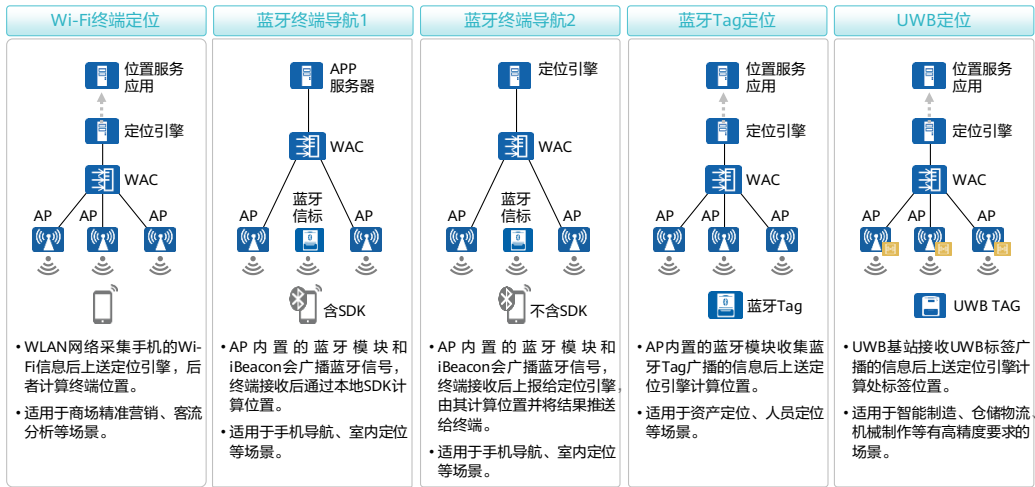 Wi-Fi终端定位
位置服务
应用
定位引擎
WAC
AP
AP
AP
• WLAN网络采集手机的Wi-
Fi信息后上送定位引擎，后
者计算终端位置。
• 适用于商场精准营销、客流
分析等场景。
蓝牙终端导航1
APP
服务器
WAC
AP
蓝牙
信标
AP
含SDK
• AP内置的蓝牙模块和
iBeacon会广播蓝牙信号，
终端接收后通过本地SDK计
算位置。
• 适用于手机导航、室内定位
等场景。
蓝牙终端导航2
定位引擎
WAC
AP
蓝牙
信标
AP
不含SDK
• AP内置的蓝牙模块和
iBeacon会广播蓝牙信号，
终端接收后上报给定位引擎，
由其计算位置并将结果推送
给终端。
• 适用于手机导航、室内定位
等场景。
蓝牙Tag定位
位置服务
应用
定位引擎
WAC
AP
AP
AP
蓝牙Tag
• AP内置的蓝牙模块收集蓝
牙Tag广播的信息后上送定
位引擎计算位置。
• 适用于资产定位、人员定位
等场景。
UWB定位
位置服务
应用
定位引擎
WAC
AP
AP
AP
UWB TAG
• UWB基站接收UWB标签广
播的信息后上送定位引擎计
算处标签位置。
• 适用于智能制造、仓储物流、
机械制作等有高精度要求的
场景。